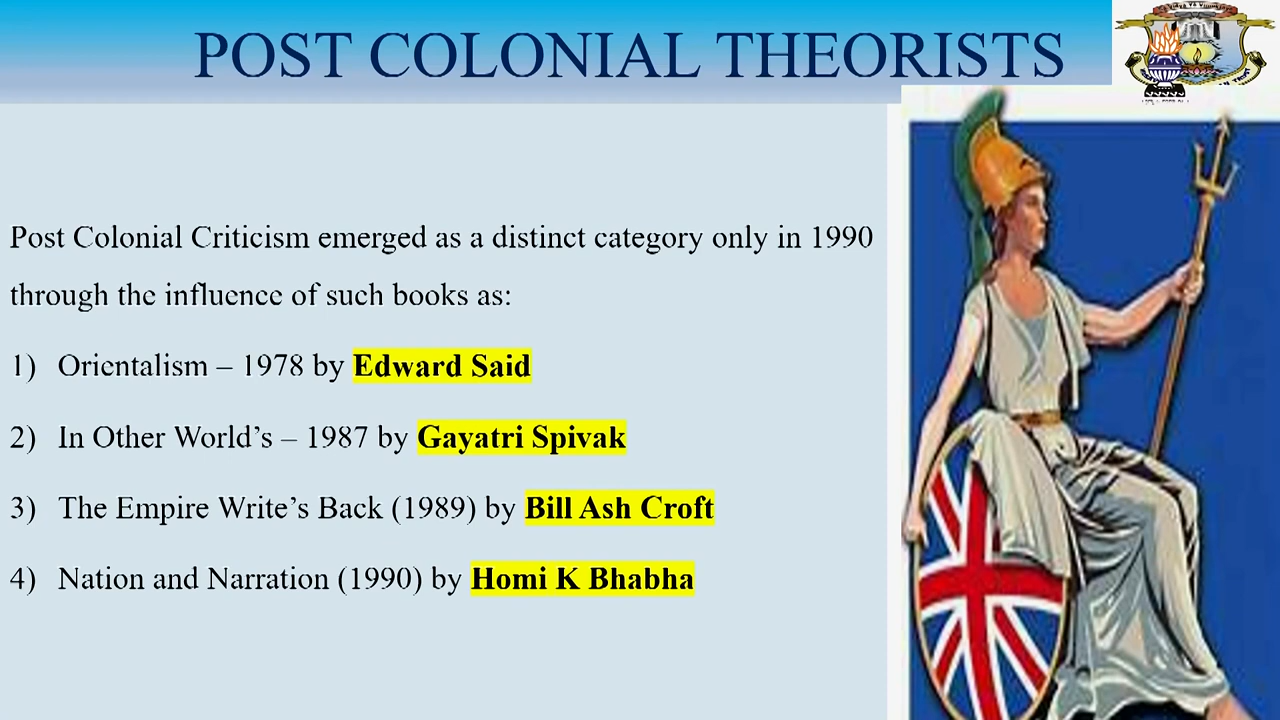 POST COLONIAL THEORISTS
Post Colonial Criticism emerged as a distinct category only in 1990
through the influence of such books as:
1) Orientalism – 1978 by Edward Said
2) In Other World’s – 1987 by Gayatri Spivak
3) The Empire Write’s Back (1989) by Bill Ash Croft
4) Nation and Narration (1990) by Homi K Bhabha